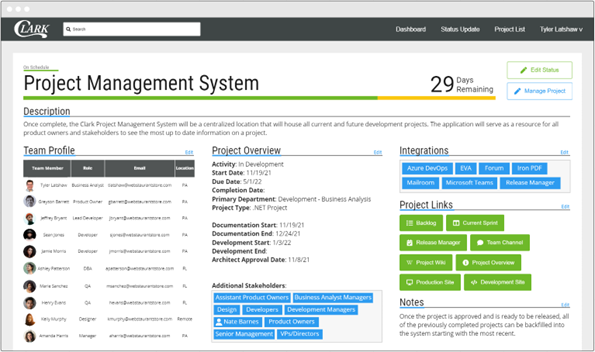 CLARK
Search
Dashboard
Status Update
Project List
Tyler Latshaw v
On Schedule
Project Management System
29 Days Remaining
Edit Status
Manage Project
Description
Once complete, the Clark Project Management System will be a centralized location that will house all current and future development projects. The application will serve as a resource for all
product owners and stakeholders to see the most up to date information on a project.
Team Profile Edit
Team Member Role Email Location
Tyler Latshaw Business Analyst tlatshaw@webstaurantstore.com PA
Greyson Barrett Product Owner gbarrett@webstaurantstore.com PA
Jeffrey Bryant Lead Developer jbryant@webstaurantstore.com PA
Sean Jones Developer sjones@webstaurantstore.com PA
Jamie Morris Developer jmorris@webstaurantstore.com PA
Ashley Patterson DBA apatterson@webstaurantstore.com FL
Maria Sanchez QA msanchez@webstaurantstore.com FL
Henry Evans QA hevans@webstaurantstore.com FL
Kelly Murphy Designer kmurphy@webstaurantstore.com Remote
Amanda Harris Manager aharris@webstaurantstore.com PA
Project Overview Edit
Activity: In Development
Start Date: 11/19/21
Due Date: 5/1/22
Completion Date:
Primary Department: Development - Business Analysis
Project Type: .NET Project
Documentation Start: 11/19/21
Documentation End: 12/24/21
Development Start: 1/3/22
Development End:
Architect Approval Date: 11/8/21
Additional Stakeholders:
Assistant Product Owners Business Analyst Managers
Design Developers Development Managers
Nate Barnes Product Owners
Senior Management VPs/Directors
Integrations Edit
Azure DevOps EVA Forum Iron PDF
Mailroom Microsoft Teams Release Manager
Project Links Edit
Backlog Current Sprint
Release Manager Team Channel
Project Wiki Project Overview
Production Site Development Site
Notes Edit
Once the project is approved and is ready to be released, all
of the previously completed projects can be backfilled into
the system starting with the most recent.